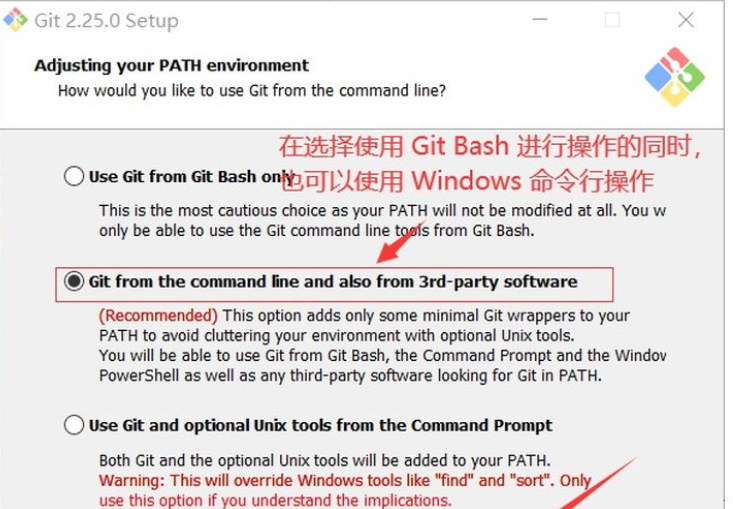 Git 2.25.0 Setup
Adjusting your PATH environment
How would you like to use Git from the command line?
在选择使用 Git Bash 进行操作的同时，
也可以使用 Windows 命令行操作
Use Git from Git Bash only
This is the most cautious choice as your PATH will not be modified at all. You w
only be able to use the Git command line tools from Git Bash.
Git from the command line and also from 3rd-party software
(Recommended) This option adds only some minimal Git wrappers to your
PATH to avoid cluttering your environment with optional Unix tools.
You will be able to use Git from Git Bash, the Command Prompt and the Window
PowerShell as well as any third-party software looking for Git in PATH.
Use Git and optional Unix tools from the Command Prompt
Both Git and the optional Unix tools will be added to your PATH.
Warning: This will override Windows tools like "find" and "sort". Only
use this option if you understand the implications.